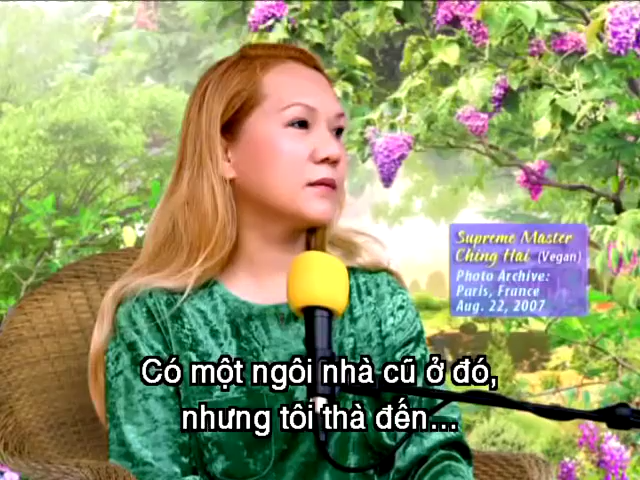 Supreme Master
Ching Hai (Vegan)
Photo Archive:
Paris, France
Aug. 22, 2007
Có một ngôi nhà cũ ở đó,
nhưng tôi thà đến...